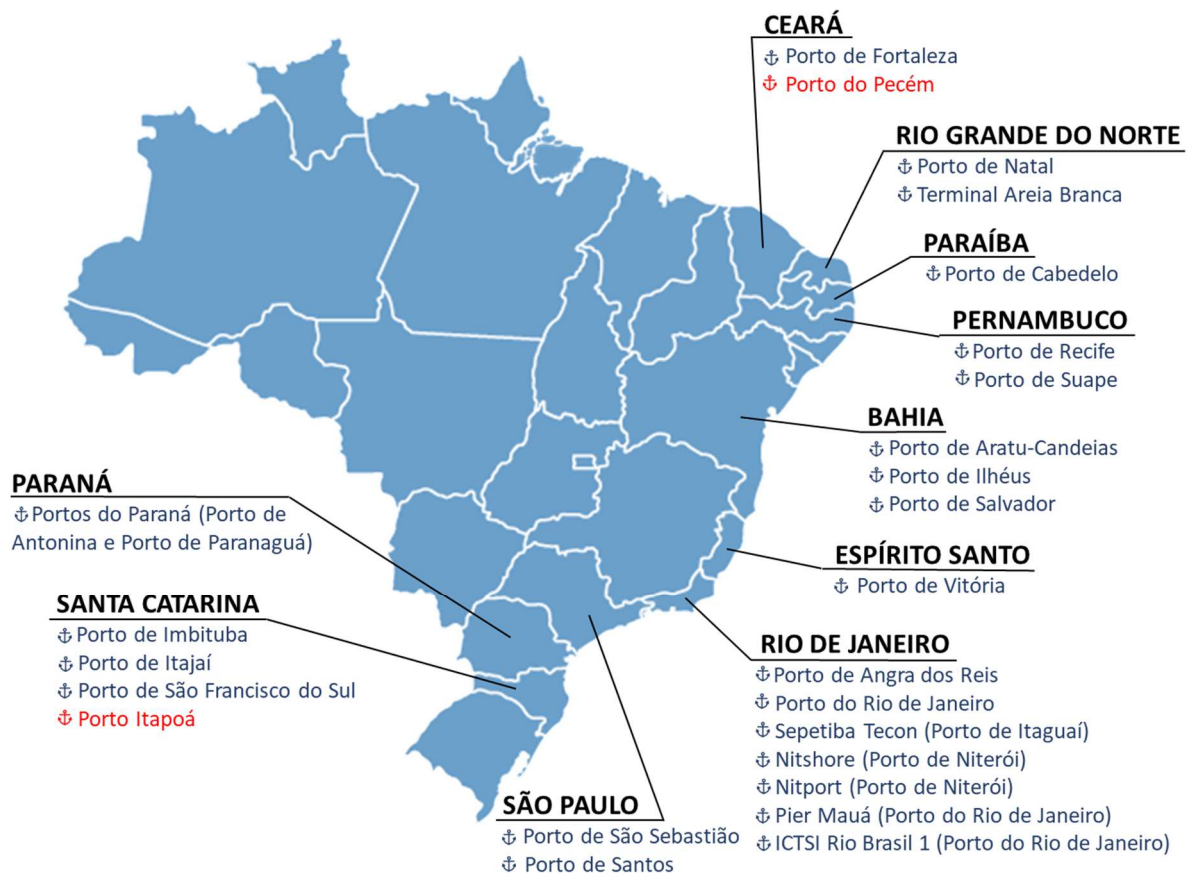 CEARÁ
⚓ Porto de Fortaleza
⚓ Porto do Pecém
RIO GRANDE DO NORTE
⚓ Porto de Natal
⚓ Terminal Areia Branca
PARAÍBA
⚓ Porto de Cabedelo
PERNAMBUCO
⚓ Porto de Recife
⚓ Porto de Suape
BAHIA
⚓ Porto de Aratu-Candeias
⚓ Porto de Ilhéus
⚓ Porto de Salvador
ESPÍRITO SANTO
⚓ Porto de Vitória
RIO DE JANEIRO
⚓ Porto de Angra dos Reis
⚓ Porto do Rio de Janeiro
⚓ Sepetiba Tecon (Porto de Itaguaí)
⚓ Nitshore (Porto de Niterói)
⚓ Nitport (Porto de Niterói)
⚓ Pier Mauá (Porto do Rio de Janeiro)
⚓ ICTSI Rio Brasil 1 (Porto do Rio de Janeiro)
SÃO PAULO
⚓ Porto de São Sebastião
⚓ Porto de Santos
PARANÁ
⚓ Portos do Paraná (Porto de
Antonina e Porto de Paranaguá)
SANTA CATARINA
⚓ Porto de Imbituba
⚓ Porto de Itajaí
⚓ Porto de São Francisco do Sul
⚓ Porto Itapoá